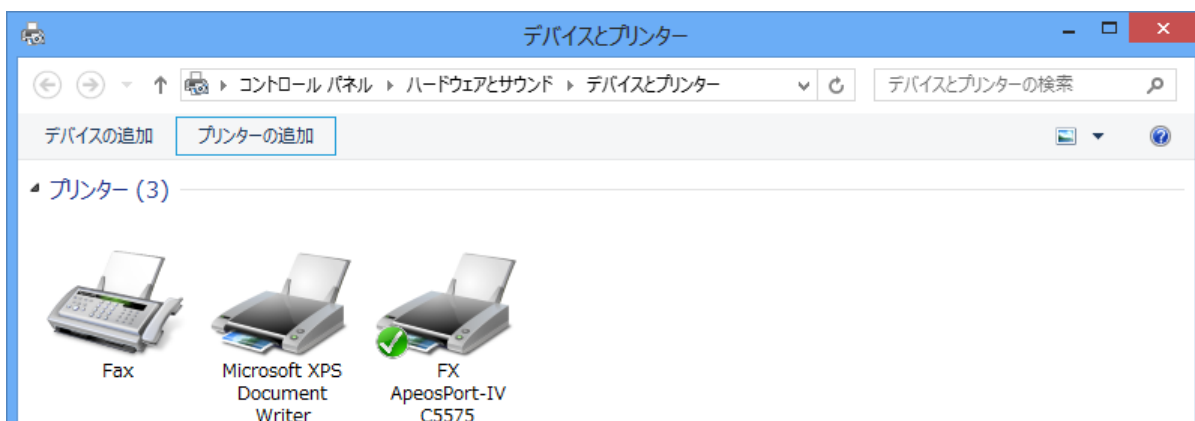 デバイスとプリンター
コントロール パネル ハードウェアとサウンド デバイスとプリンター デバイスとプリンターの検索
デバイスの追加 プリンターの追加
プリンター (3)
Fax
Microsoft XPS
Document
Writer
FX
ApeosPort-IV
C5575